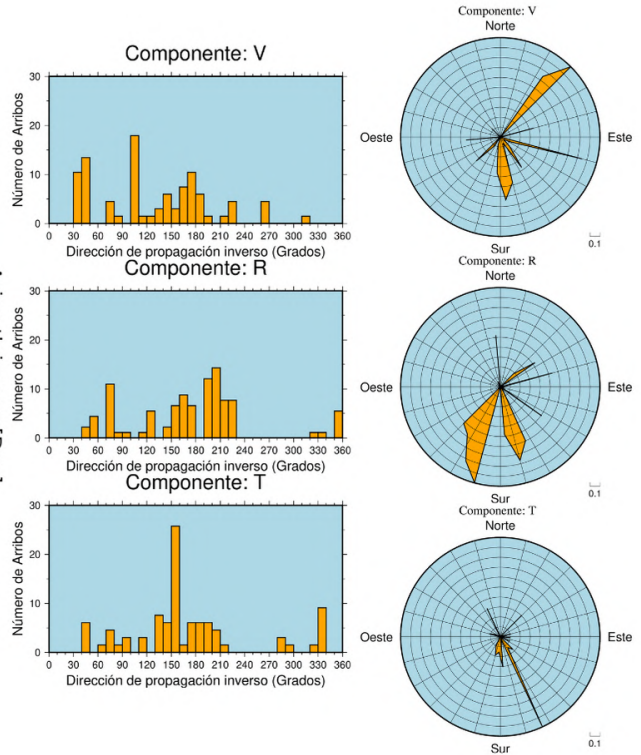 Componente: V
Número de Arribos
30
20
10
0
0 30 60 90 120 150 180 210 240 270 300 330 360
Dirección de propagación inverso (Grados)
Componente: V
Norte
Oeste
Este
Sur
0.1
Componente: R
Número de Arribos
30
20
10
0
0 30 60 90 120 150 180 210 240 270 300 330 360
Dirección de propagación inverso (Grados)
Componente: R
Norte
Oeste
Este
Sur
0.1
Componente: T
Número de Arribos
30
20
10
0
0 30 60 90 120 150 180 210 240 270 300 330 360
Dirección de propagación inverso (Grados)
Componente: T
Norte
Oeste
Este
Sur
0.1